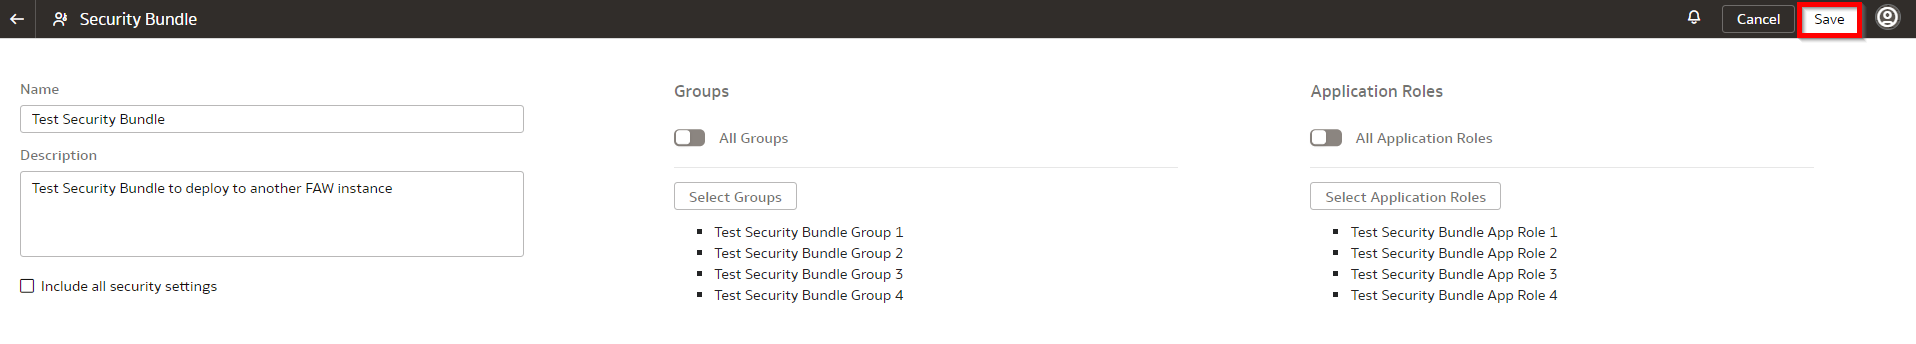 Security Bundle
Cancel
Save
Name
Test Security Bundle
Description
Test Security Bundle to deploy to another FAW instance
Include all security settings
Groups
All Groups
Select Groups
Test Security Bundle Group 1
Test Security Bundle Group 2
Test Security Bundle Group 3
Test Security Bundle Group 4
Application Roles
All Application Roles
Select Application Roles
Test Security Bundle App Role 1
Test Security Bundle App Role 2
Test Security Bundle App Role 3
Test Security Bundle App Role 4